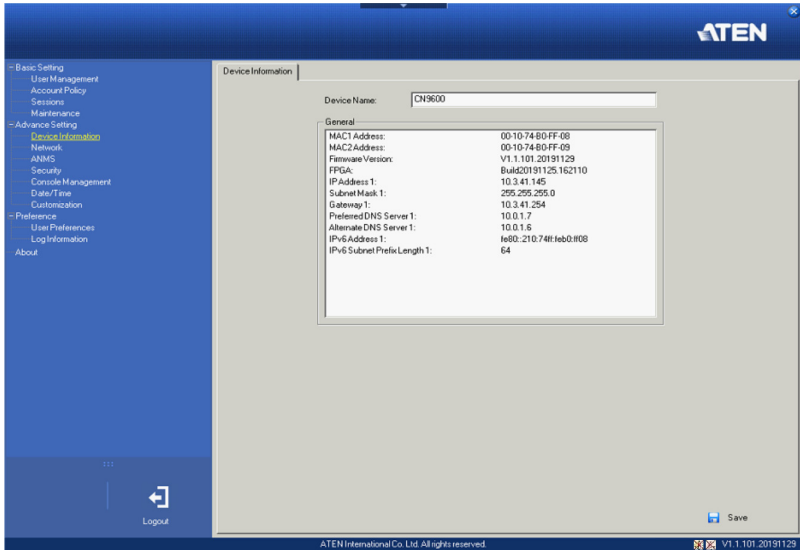 ATEN
Basic Setting
User Management
Account Policy
Sessions
Maintenance
Advance Setting
Device Information
Network
ANMS
Security
Console Management
Date/Time
Customization
Preference
User Preferences
Log Information
About
Logout
Device Information
Device Name: CN9600
General
MAC1 Address: 00-10-74-B0-FF-08
MAC2 Address: 00-10-74-B0-FF-09
Firmware Version: V1.1.101.20191129
FPGA: Build20191125.162110
IP Address 1: 10.3.41.145
Subnet Mask 1: 255.255.255.0
Gateway 1: 10.3.41.254
Preferred DNS Server 1: 10.0.1.7
Alternate DNS Server 1: 10.0.1.6
IPv6 Address 1: fe80::210:74ff:feb0:ff08
IPv6 Subnet Prefix Length 1: 64
Save
ATEN International Co. Ltd. All rights reserved.
V1.1.101.20191129